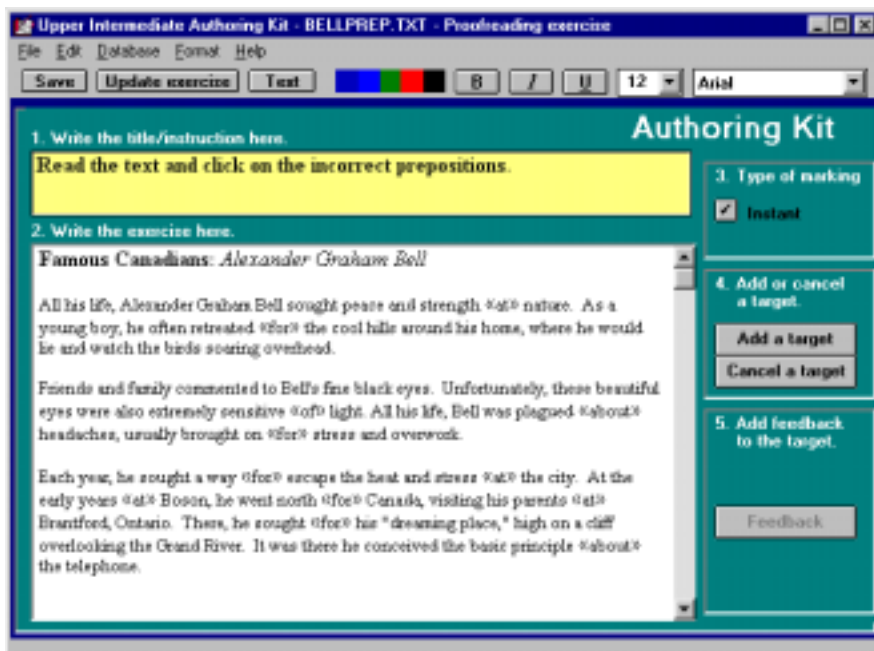 Upper Intermediate Authoring Kit - BELLPREP.TXT - Proofreading exercise
File Edit Database Format Help
Save Update exercise Text B I U 12 Arial
Authoring Kit
1. Write the title/instruction here.
Read the text and click on the incorrect prepositions.
2. Write the exercise here.
Famous Canadians: Alexander Graham Bell
All his life, Alexander Graham Bell sought peace and strength «at» nature. As a
young boy, he often retreated «for» the cool hills around his home, where he would
lie and watch the birds soaring overhead.
Friends and family commented to Bell's fine black eyes. Unfortunately, these beautiful
eyes were also extremely sensitive «of» light. All his life, Bell was plagued «about»
headaches, usually brought on «for» stress and overwork.
Each year, he sought a way «for» escape the heat and stress «at» the city. At the
early years «at» Boson, he went north «for» Canada, visiting his parents «at»
Brantford, Ontario. There, he sought «for» his "dreaming place," high on a cliff
overlooking the Grand River. It was there he conceived the basic principle «about»
the telephone.
3. Type of marking
Instant
4. Add or cancel
a target.
Add a target
Cancel a target
5. Add feedback
to the target.
Feedback